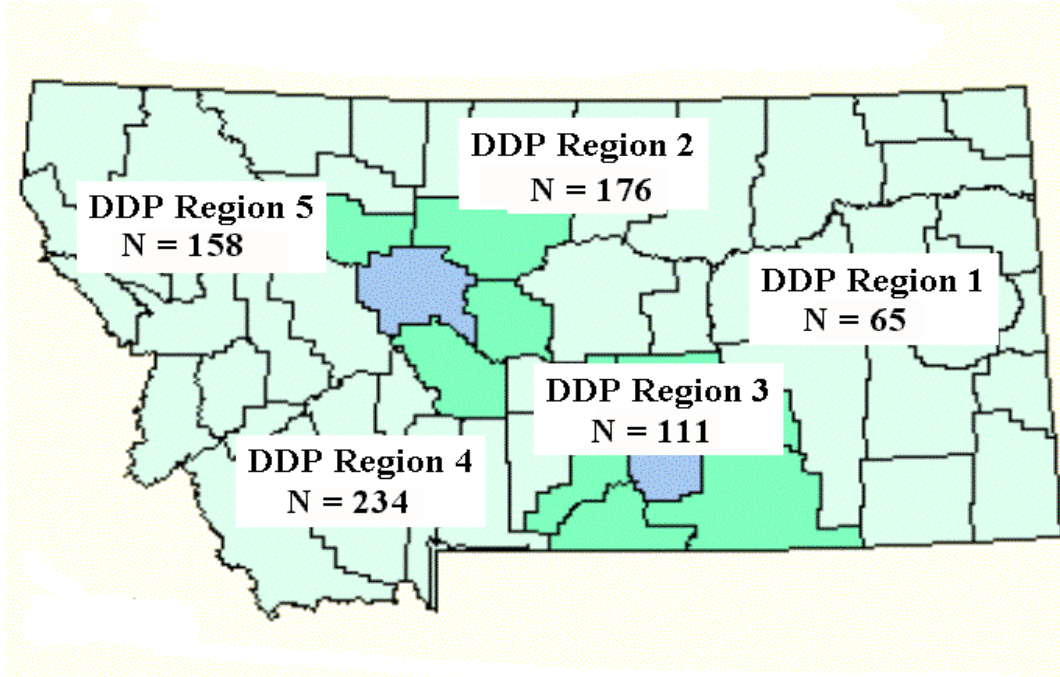 DDP Region 2
N = 176
DDP Region 5
N = 158
DDP Region 1
N = 65
DDP Region 3
N = 111
DDP Region 4
N = 234